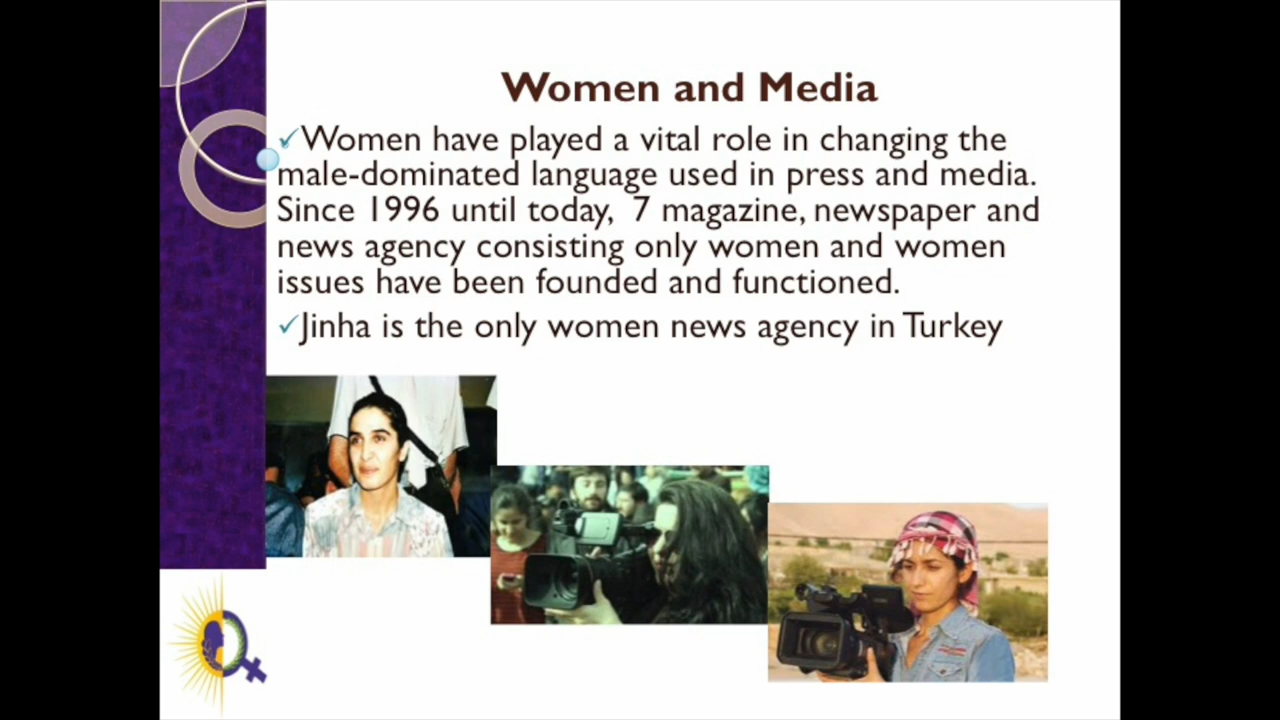 Women and Media
✓Women have played a vital role in changing the
male-dominated language used in press and media.
Since 1996 until today, 7 magazine, newspaper and
news agency consisting only women and women
issues have been founded and functioned.
✓Jinha is the only women news agency in Turkey